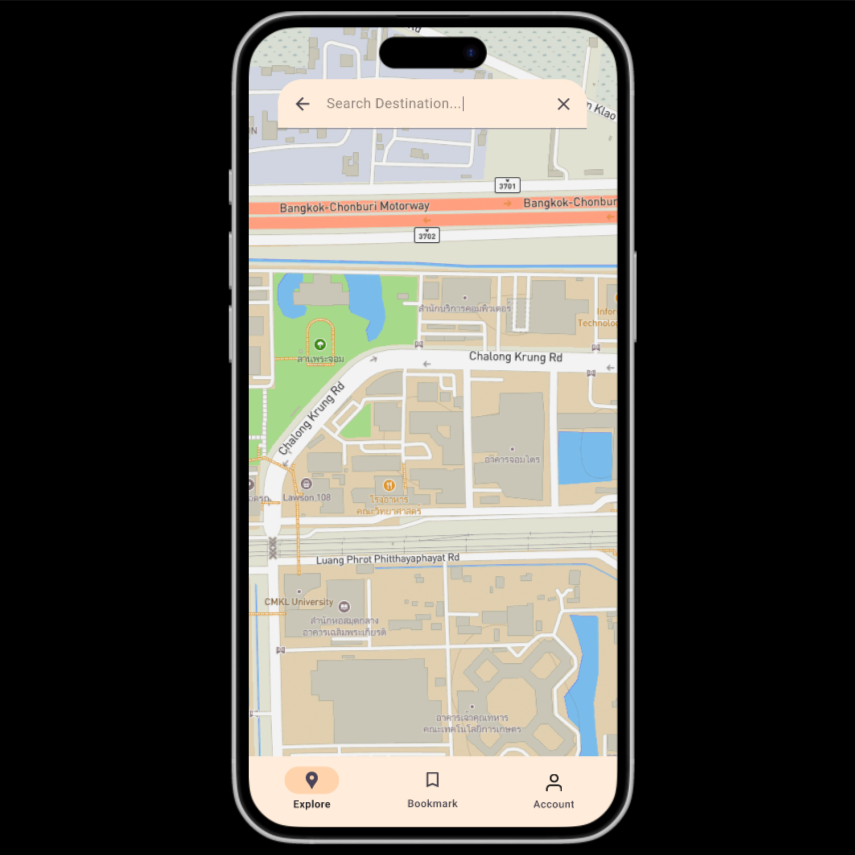 Rd
Search Destination...
n Klao
N
3701
Bangkok-Chonburi Motorway
Bangkok-Chonbur
3702
สำนักบริการคอมพิวเตอร์
Infor
Technolo
ลานพระจอม
Chalong Krung Rd
Chalong Krung Rd
อาคารจอมไตร
Lawson 108
โรงอาหาร
คณะวิทยาศาสตร์
Luang Phrot Phitthayaphayat Rd
CMKL University
สำนักหอสมุดกลาง
อาคารเฉลิมพระเกียรติ
อาคารเจ้าคุณทหาร
คณะเทคโนโลยีการเกษตร
Explore
Bookmark
Account